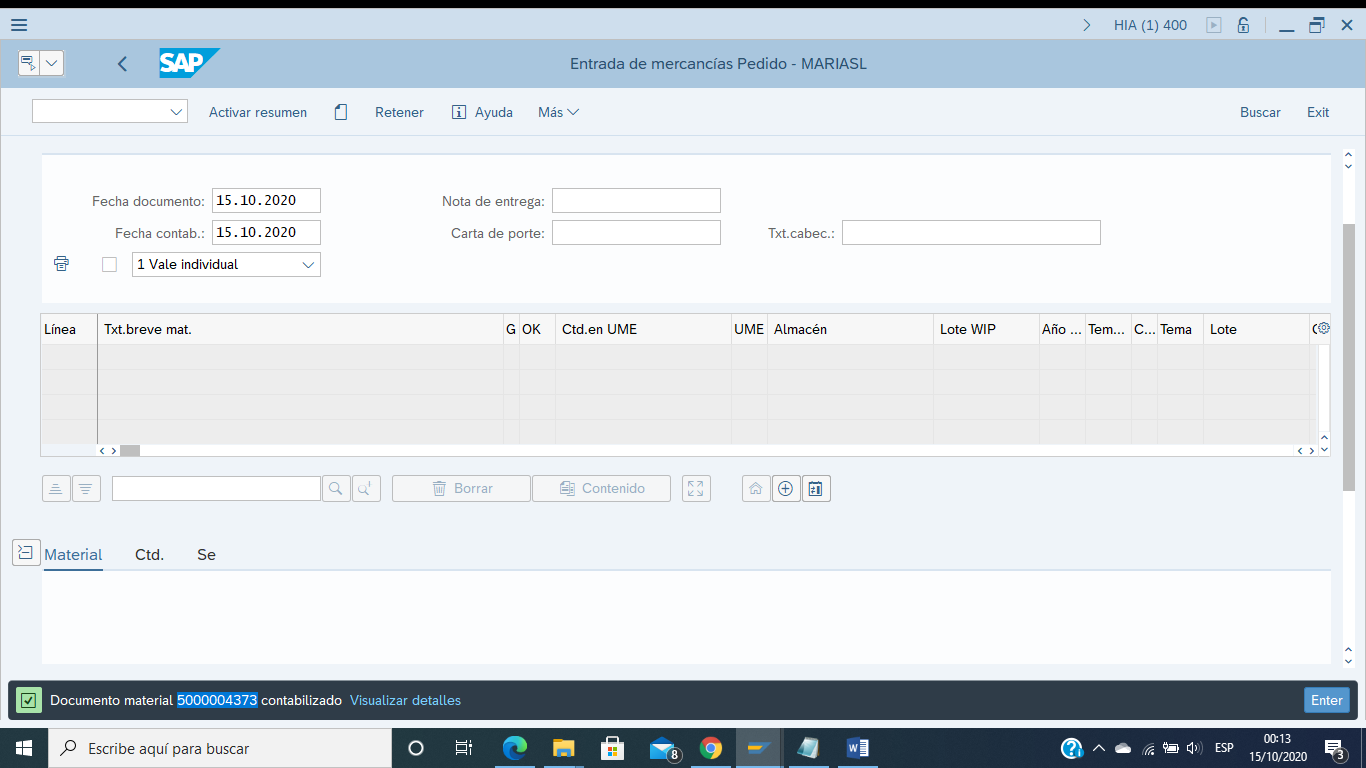 HIA (1) 400
SAP
Entrada de mercancías Pedido - MARIASL
Activar resumen
Retener
Ayuda
Más
Buscar
Exit
Fecha documento: 15.10.2020
Nota de entrega:
Fecha contab.: 15.10.2020
Carta de porte:
Txt.cabec.:
1 Vale individual
Línea Txt.breve mat. G OK Ctd.en UME UME Almacén Lote WIP Año ... Tem... C... Tema Lote
Borrar
Contenido
Material
Ctd.
Se
Documento material 5000004373 contabilizado Visualizar detalles
Enter
Escribe aquí para buscar
8
ESP
00:13
15/10/2020
3